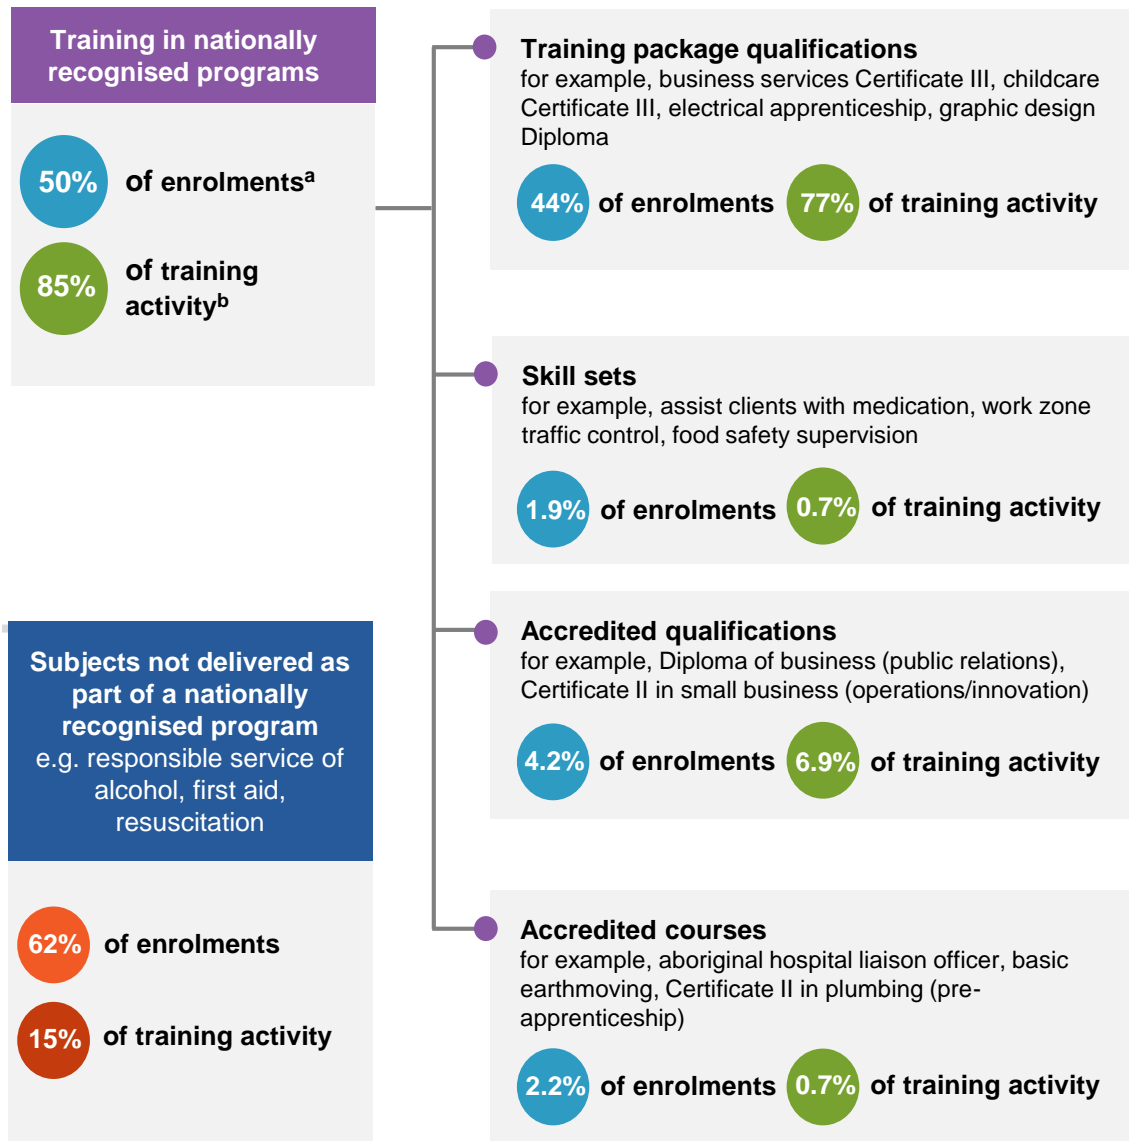 Training in nationally
recognised programs
50% of enrolmentsᵃ
85% of training
activityᵇ
Training package qualifications
for example, business services Certificate III, childcare
Certificate III, electrical apprenticeship, graphic design
Diploma
44% of enrolments 77% of training activity
Skill sets
for example, assist clients with medication, work zone
traffic control, food safety supervision
1.9% of enrolments 0.7% of training activity
Accredited qualifications
for example, Diploma of business (public relations),
Certificate II in small business (operations/innovation)
4.2% of enrolments 6.9% of training activity
Accredited courses
for example, aboriginal hospital liaison officer, basic
earthmoving, Certificate II in plumbing (pre-
apprenticeship)
2.2% of enrolments 0.7% of training activity
Subjects not delivered as
part of a nationally
recognised program
e.g. responsible service of
alcohol, first aid,
resuscitation
62% of enrolments
15% of training activity